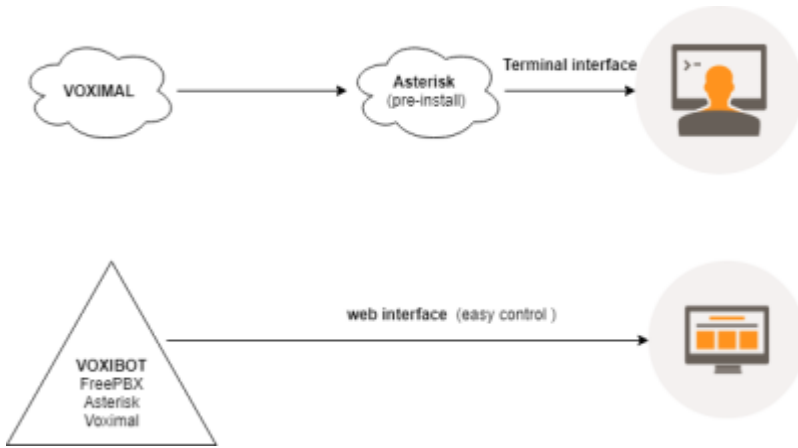 VOXIMAL
Asterisk
(pre-install)
Terminal interface
>-
web interface (easy control )
VOXIBOT
FreePBX
Asterisk
Voximal